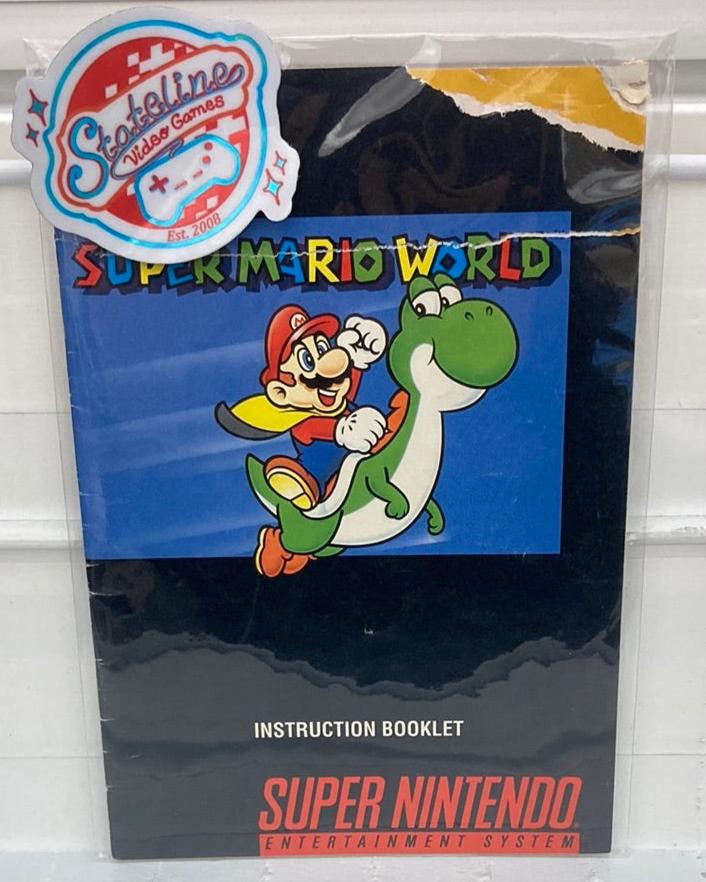 Stateline
Video Games
Est. 2008
SUPER MARIO WORLD
M
INSTRUCTION BOOKLET
SUPER NINTENDO
ENTERTAINMENT SYSTEM